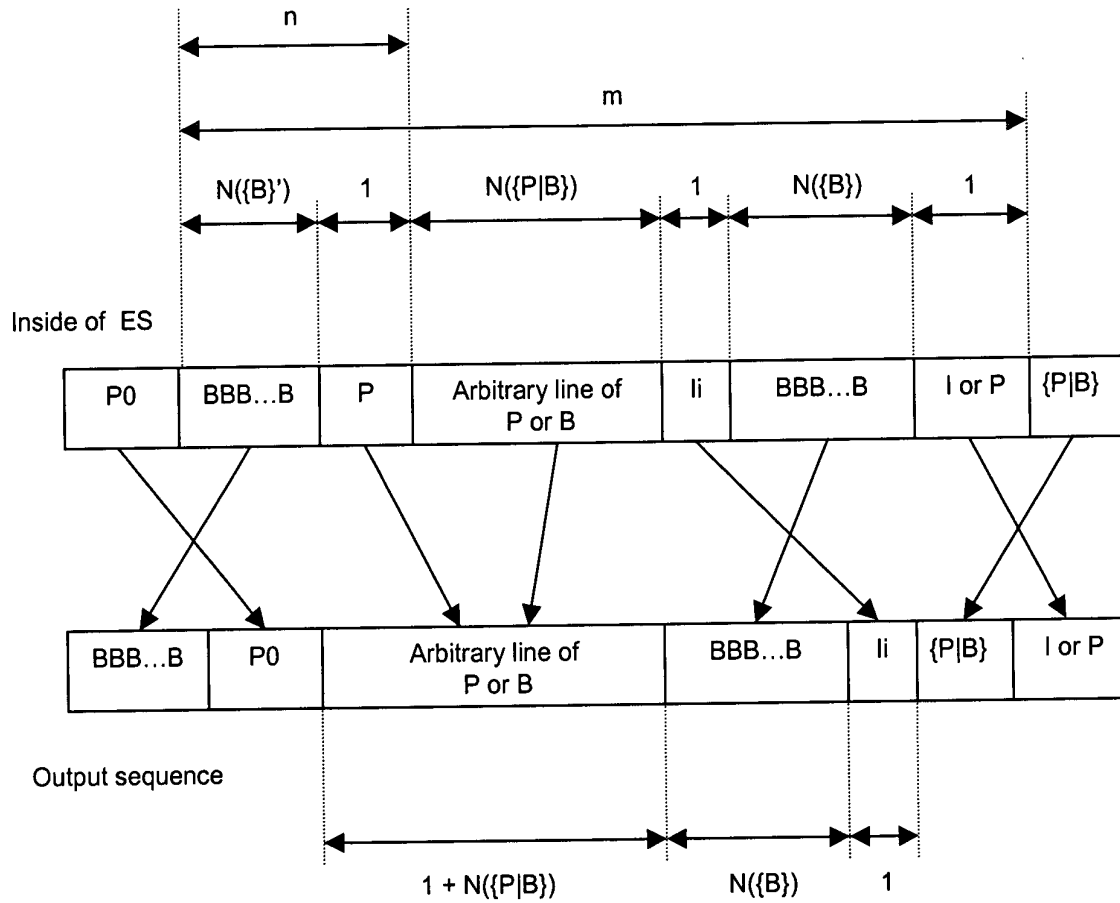 n
m
N({B}') 1 N({P|B}) 1 N({B}) 1
Inside of ES
P0 BBB...B P Arbitrary line of P or B Ii BBB...B I or P {P|B}
BBB...B P0 Arbitrary line of P or B BBB...B Ii {P|B} I or P
Output sequence
1 + N({P|B}) N({B}) 1